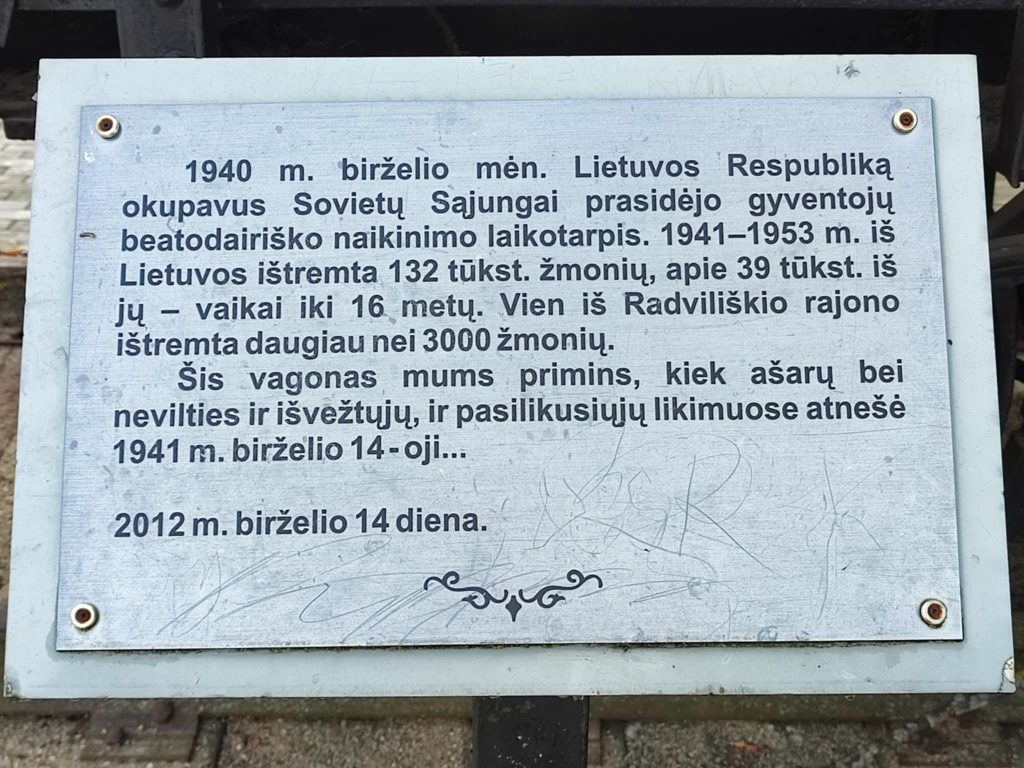 1940 m. birželio mėn. Lietuvos Respubliką
okupavus Sovietų Sąjungai prasidėjo gyventojų
beatodairiško naikinimo laikotarpis. 1941–1953 m. iš
Lietuvos ištremta 132 tūkst. žmonių, apie 39 tūkst. iš
jų – vaikai iki 16 metų. Vien iš Radviliškio rajono
ištremta daugiau nei 3000 žmonių.
Šis vagonas mums primins, kiek ašarų bei
nevilties ir išvežtųjų, ir pasilikusiųjų likimuose atnešė
1941 m. birželio 14-oji...
2012 m. birželio 14 diena.